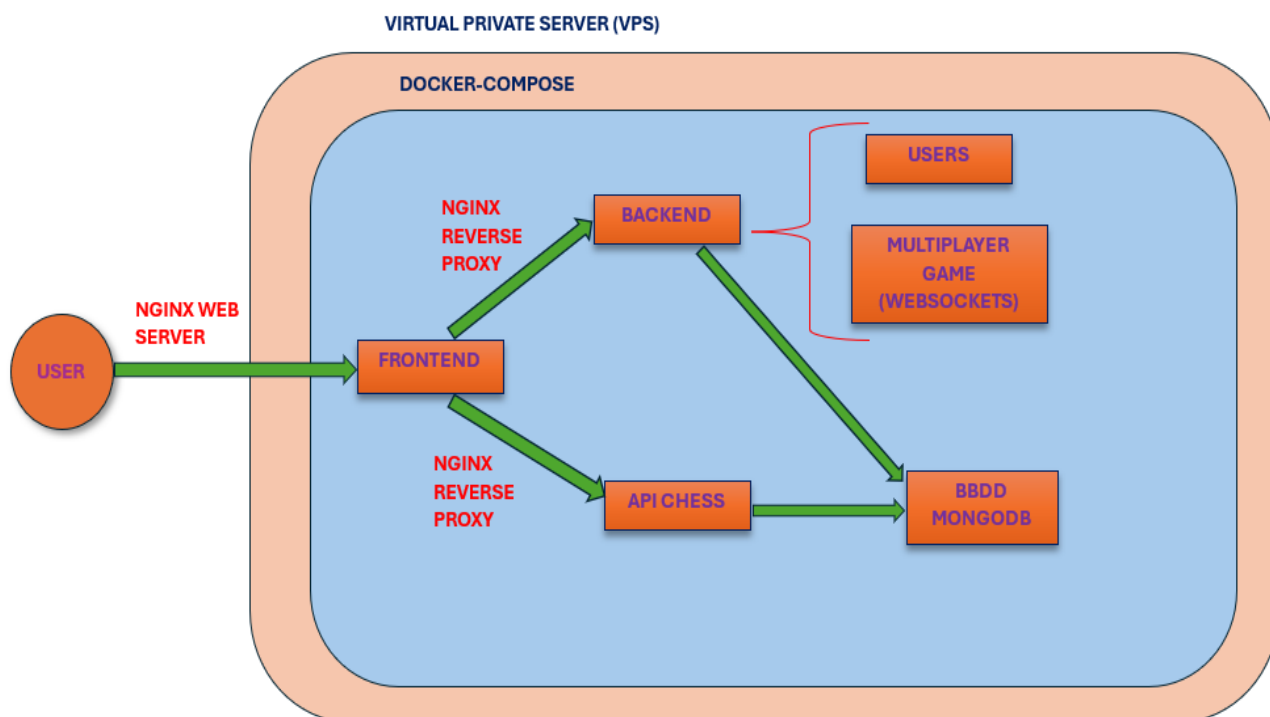 VIRTUAL PRIVATE SERVER (VPS)
DOCKER-COMPOSE
USERS
NGINX
REVERSE
PROXY
BACKEND
MULTIPLAYER
GAME
(WEBSOCKETS)
NGINX WEB
SERVER
USER
FRONTEND
NGINX
REVERSE
PROXY
API CHESS
BBDD
MONGODB